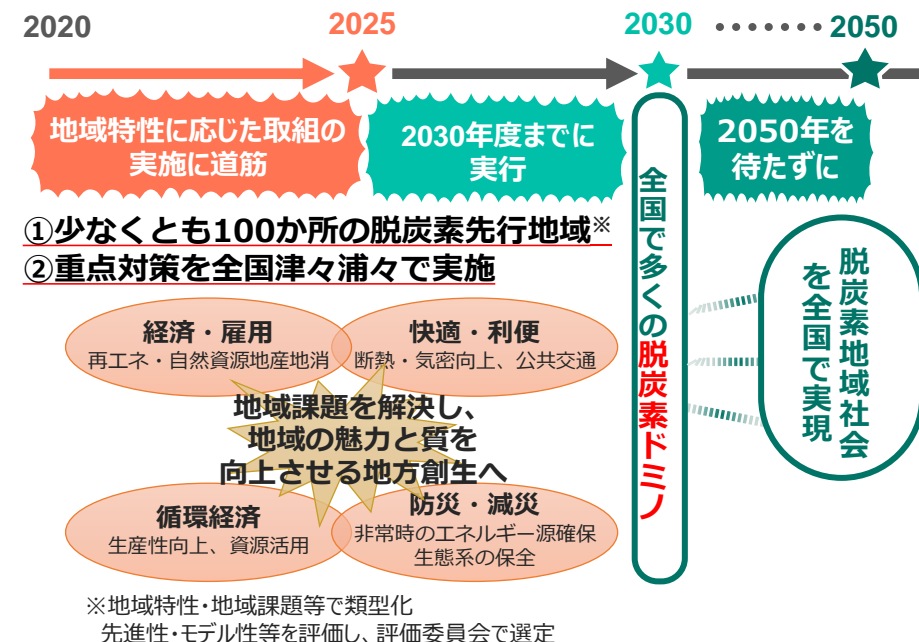 2020
2025
2030
・・・・・・・
2050
地域特性に応じた取組の
実施に道筋
2030年度までに
実行
2050年を
待たずに
①少なくとも100か所の脱炭素先行地域※
②重点対策を全国津々浦々で実施
経済・雇用
再エネ・自然資源地産地消
快適・利便
断熱・気密向上、公共交通
地域課題を解決し、
地域の魅力と質を
向上させる地方創生へ
循環経済
生産性向上、資源活用
防災・減災
非常時のエネルギー源確保
生態系の保全
※地域特性・地域課題等で類型化
先進性・モデル性等を評価し、評価委員会で選定
全国で多くの脱炭素ドミノ
脱炭素地域社会
を全国で実現